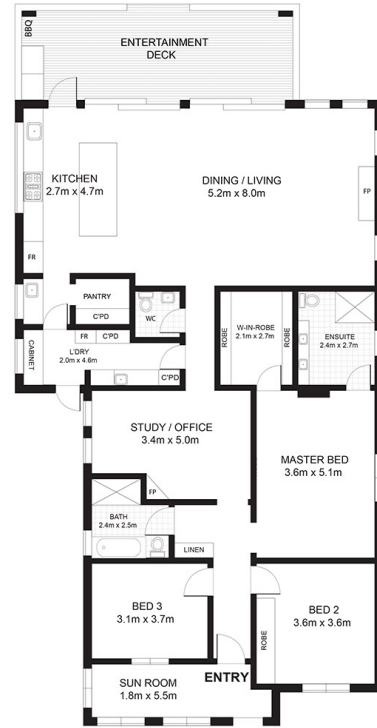 BBQ
ENTERTAINMENT
DECK
KITCHEN
2.7m x 4.7m
DINING / LIVING
5.2m x 8.0m
FP
FR
PANTRY
C'PD
WC
ROBE
W-IN-ROBE
2.1m x 2.7m
ROBE
ENSUITE
2.4m x 2.7m
CABINET
FR
C'PD
L'DRY
2.0m x 4.6m
C'PD
STUDY / OFFICE
3.4m x 5.0m
MASTER BED
3.6m x 5.1m
FP
BATH
2.4m x 2.5m
LINEN
BED 3
3.1m x 3.7m
BED 2
3.6m x 3.6m
ROBE
ENTRY
SUN ROOM
1.8m x 5.5m